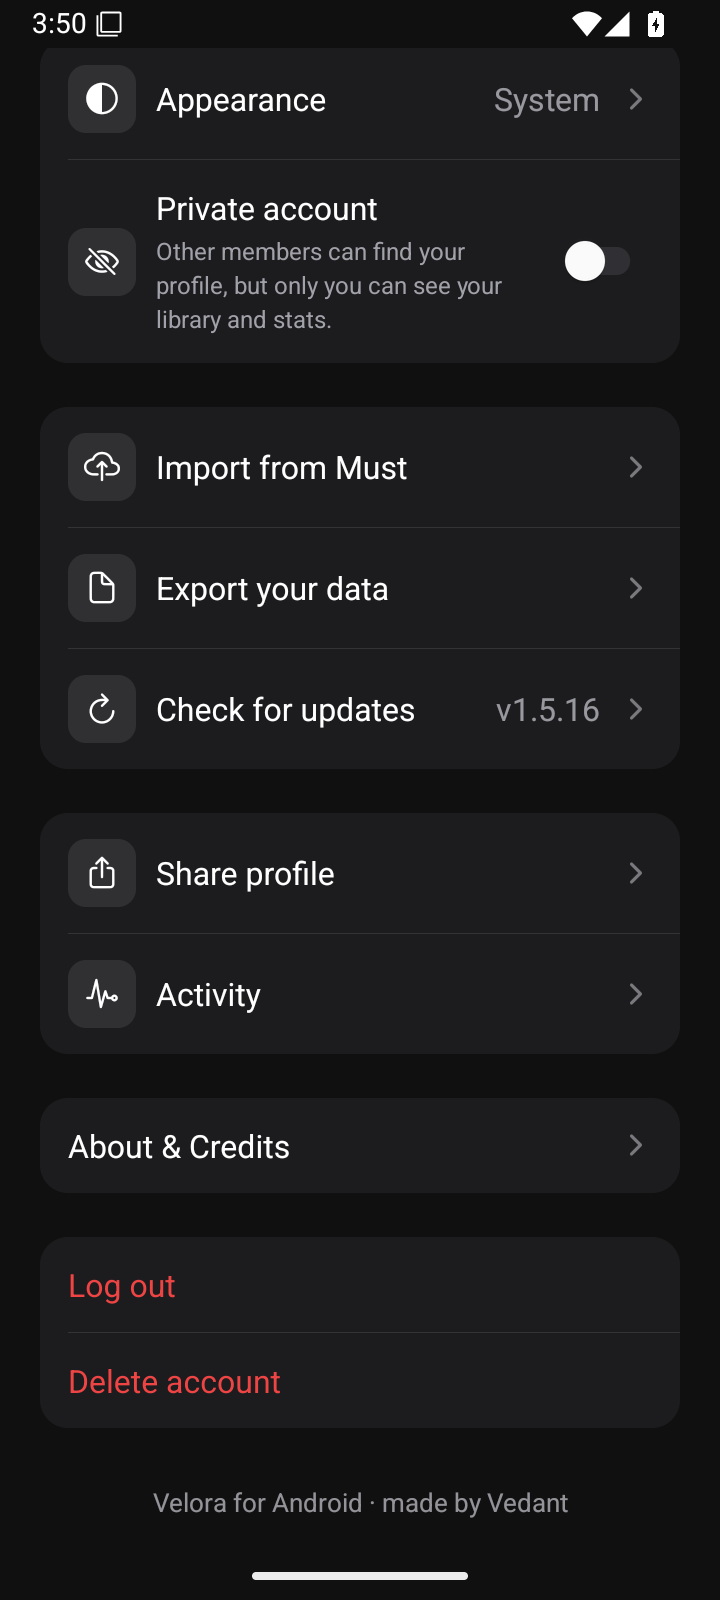 3:50
Appearance System
Private account
Other members can find your
profile, but only you can see your
library and stats.
Import from Must
Export your data
Check for updates v1.5.16
Share profile
Activity
About & Credits
Log out
Delete account
Velora for Android · made by Vedant